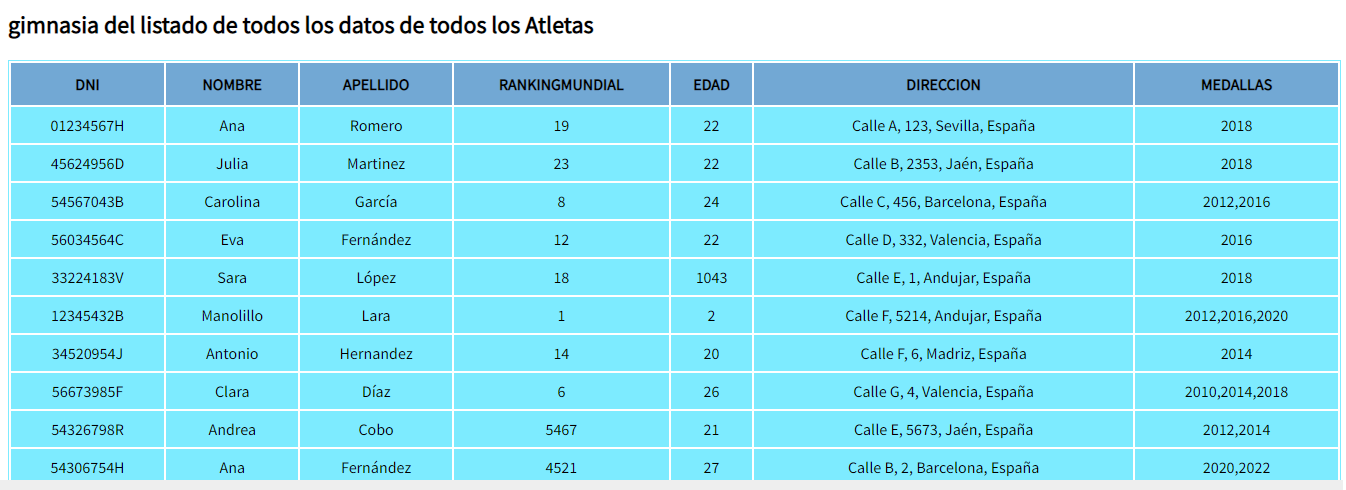 gimnasia del listado de todos los datos de todos los Atletas
DNI NOMBRE APELLIDO RANKINGMUNDIAL EDAD DIRECCION MEDALLAS
01234567H Ana Romero 19 22 Calle A, 123, Sevilla, España 2018
45624956D Julia Martinez 23 22 Calle B, 2353, Jaén, España 2018
54567043B Carolina García 8 24 Calle C, 456, Barcelona, España 2012,2016
56034564C Eva Fernández 12 22 Calle D, 332, Valencia, España 2016
33224183V Sara López 18 1043 Calle E, 1, Andujar, España 2018
12345432B Manolillo Lara 1 2 Calle F, 5214, Andujar, España 2012,2016,2020
34520954J Antonio Hernandez 14 20 Calle F, 6, Madriz, España 2014
56673985F Clara Díaz 6 26 Calle G, 4, Valencia, España 2010,2014,2018
54326798R Andrea Cobo 5467 21 Calle E, 5673, Jaén, España 2012,2014
54306754H Ana Fernández 4521 27 Calle B, 2, Barcelona, España 2020,2022